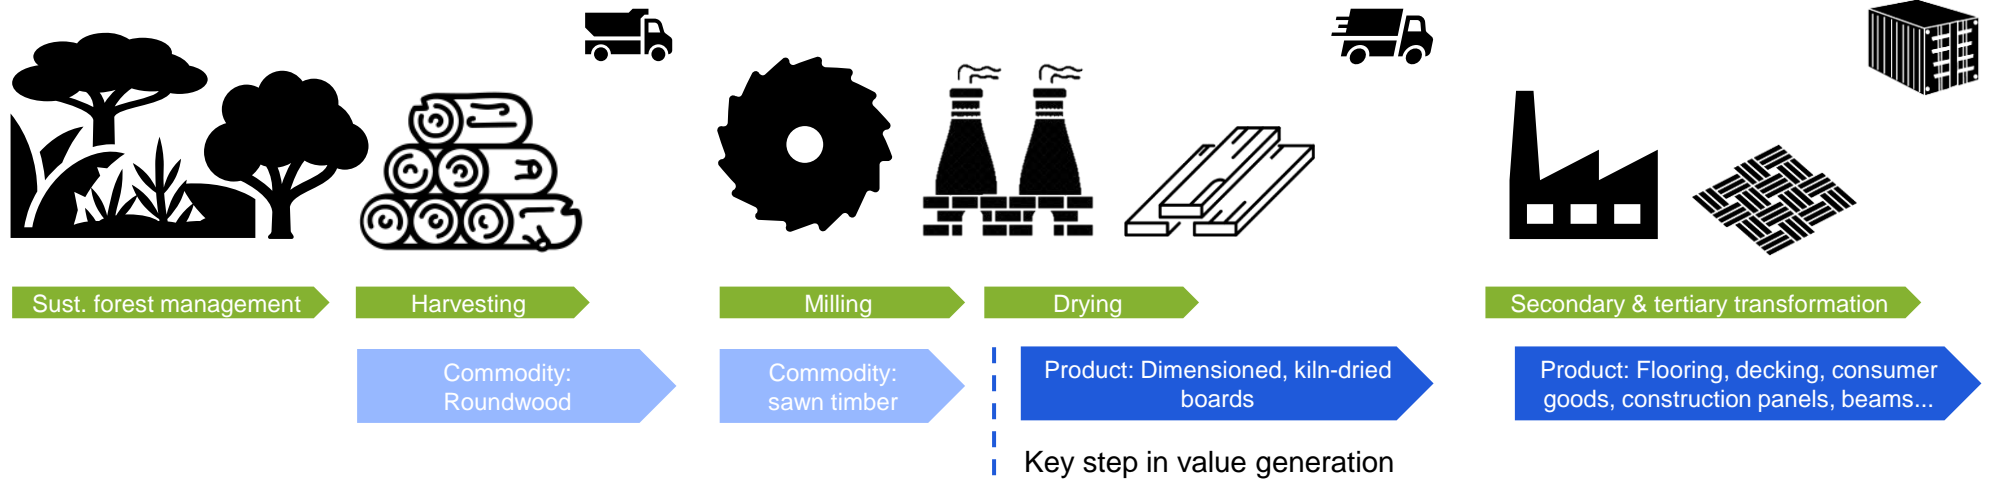 Sust. forest management
Harvesting
Milling
Drying
Secondary & tertiary transformation
Commodity:
Roundwood
Commodity:
sawn timber
Product: Dimensioned, kiln-dried
boards
Product: Flooring, decking, consumer
goods, construction panels, beams...
Key step in value generation